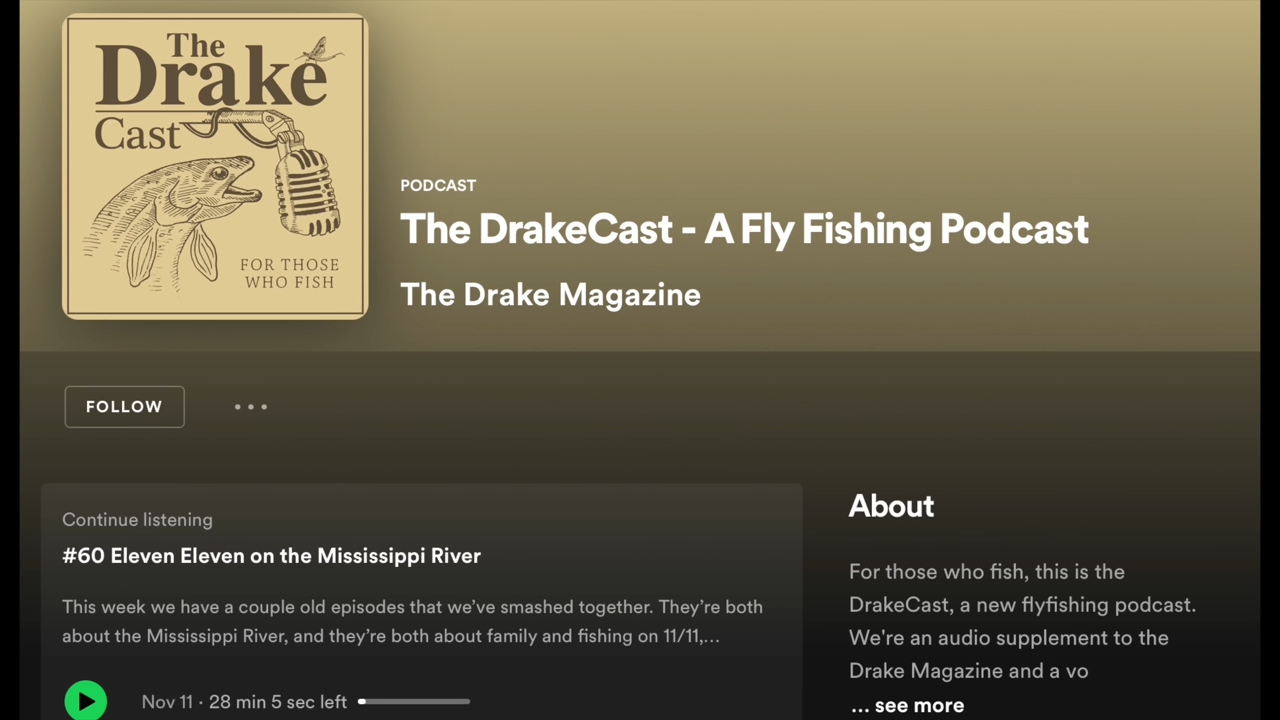 The
Drake
Cast
FOR THOSE
WHO FISH
PODCAST
The DrakeCast - A Fly Fishing Podcast
The Drake Magazine
FOLLOW
Continue listening
#60 Eleven Eleven on the Mississippi River
This week we have a couple old episodes that we’ve smashed together. They’re both
about the Mississippi River, and they’re both about family and fishing on 11/11,...
Nov 11 · 28 min 5 sec left
About
For those who fish, this is the
DrakeCast, a new flyfishing podcast.
We're an audio supplement to the
Drake Magazine and a vo
... see more